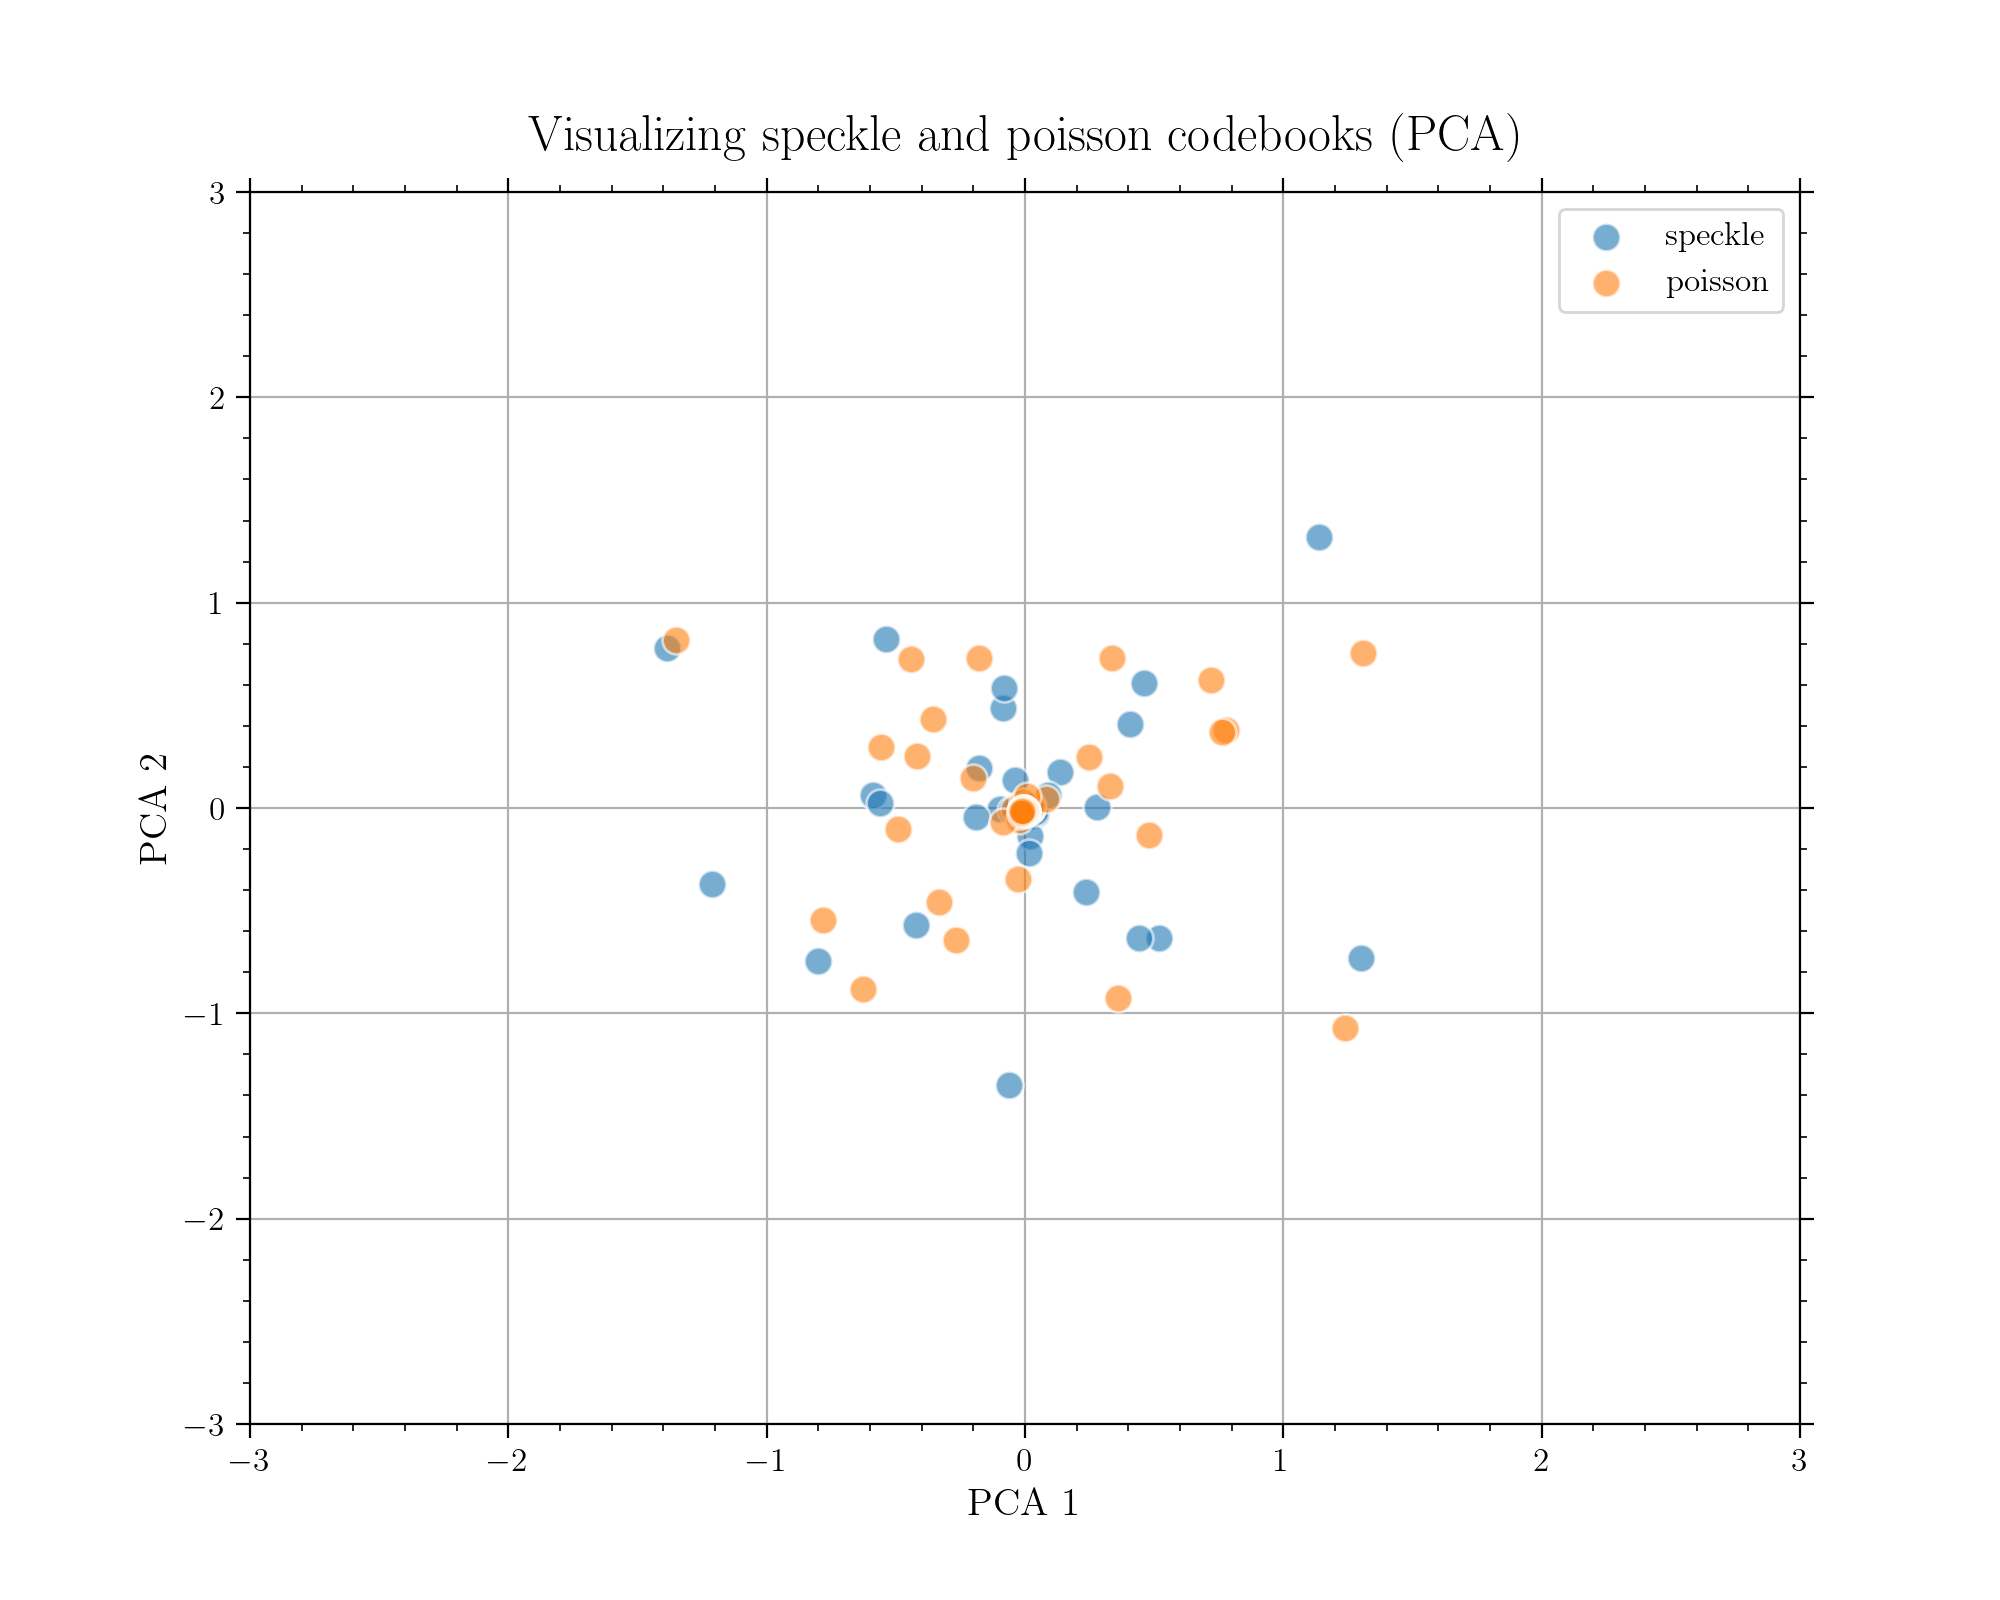 Visualizing speckle and poisson codebooks (PCA)
speckle
poisson
3
2
1
0
−1
−2
−3
PCA 2
−3 −2 −1 0 1 2 3
PCA 1